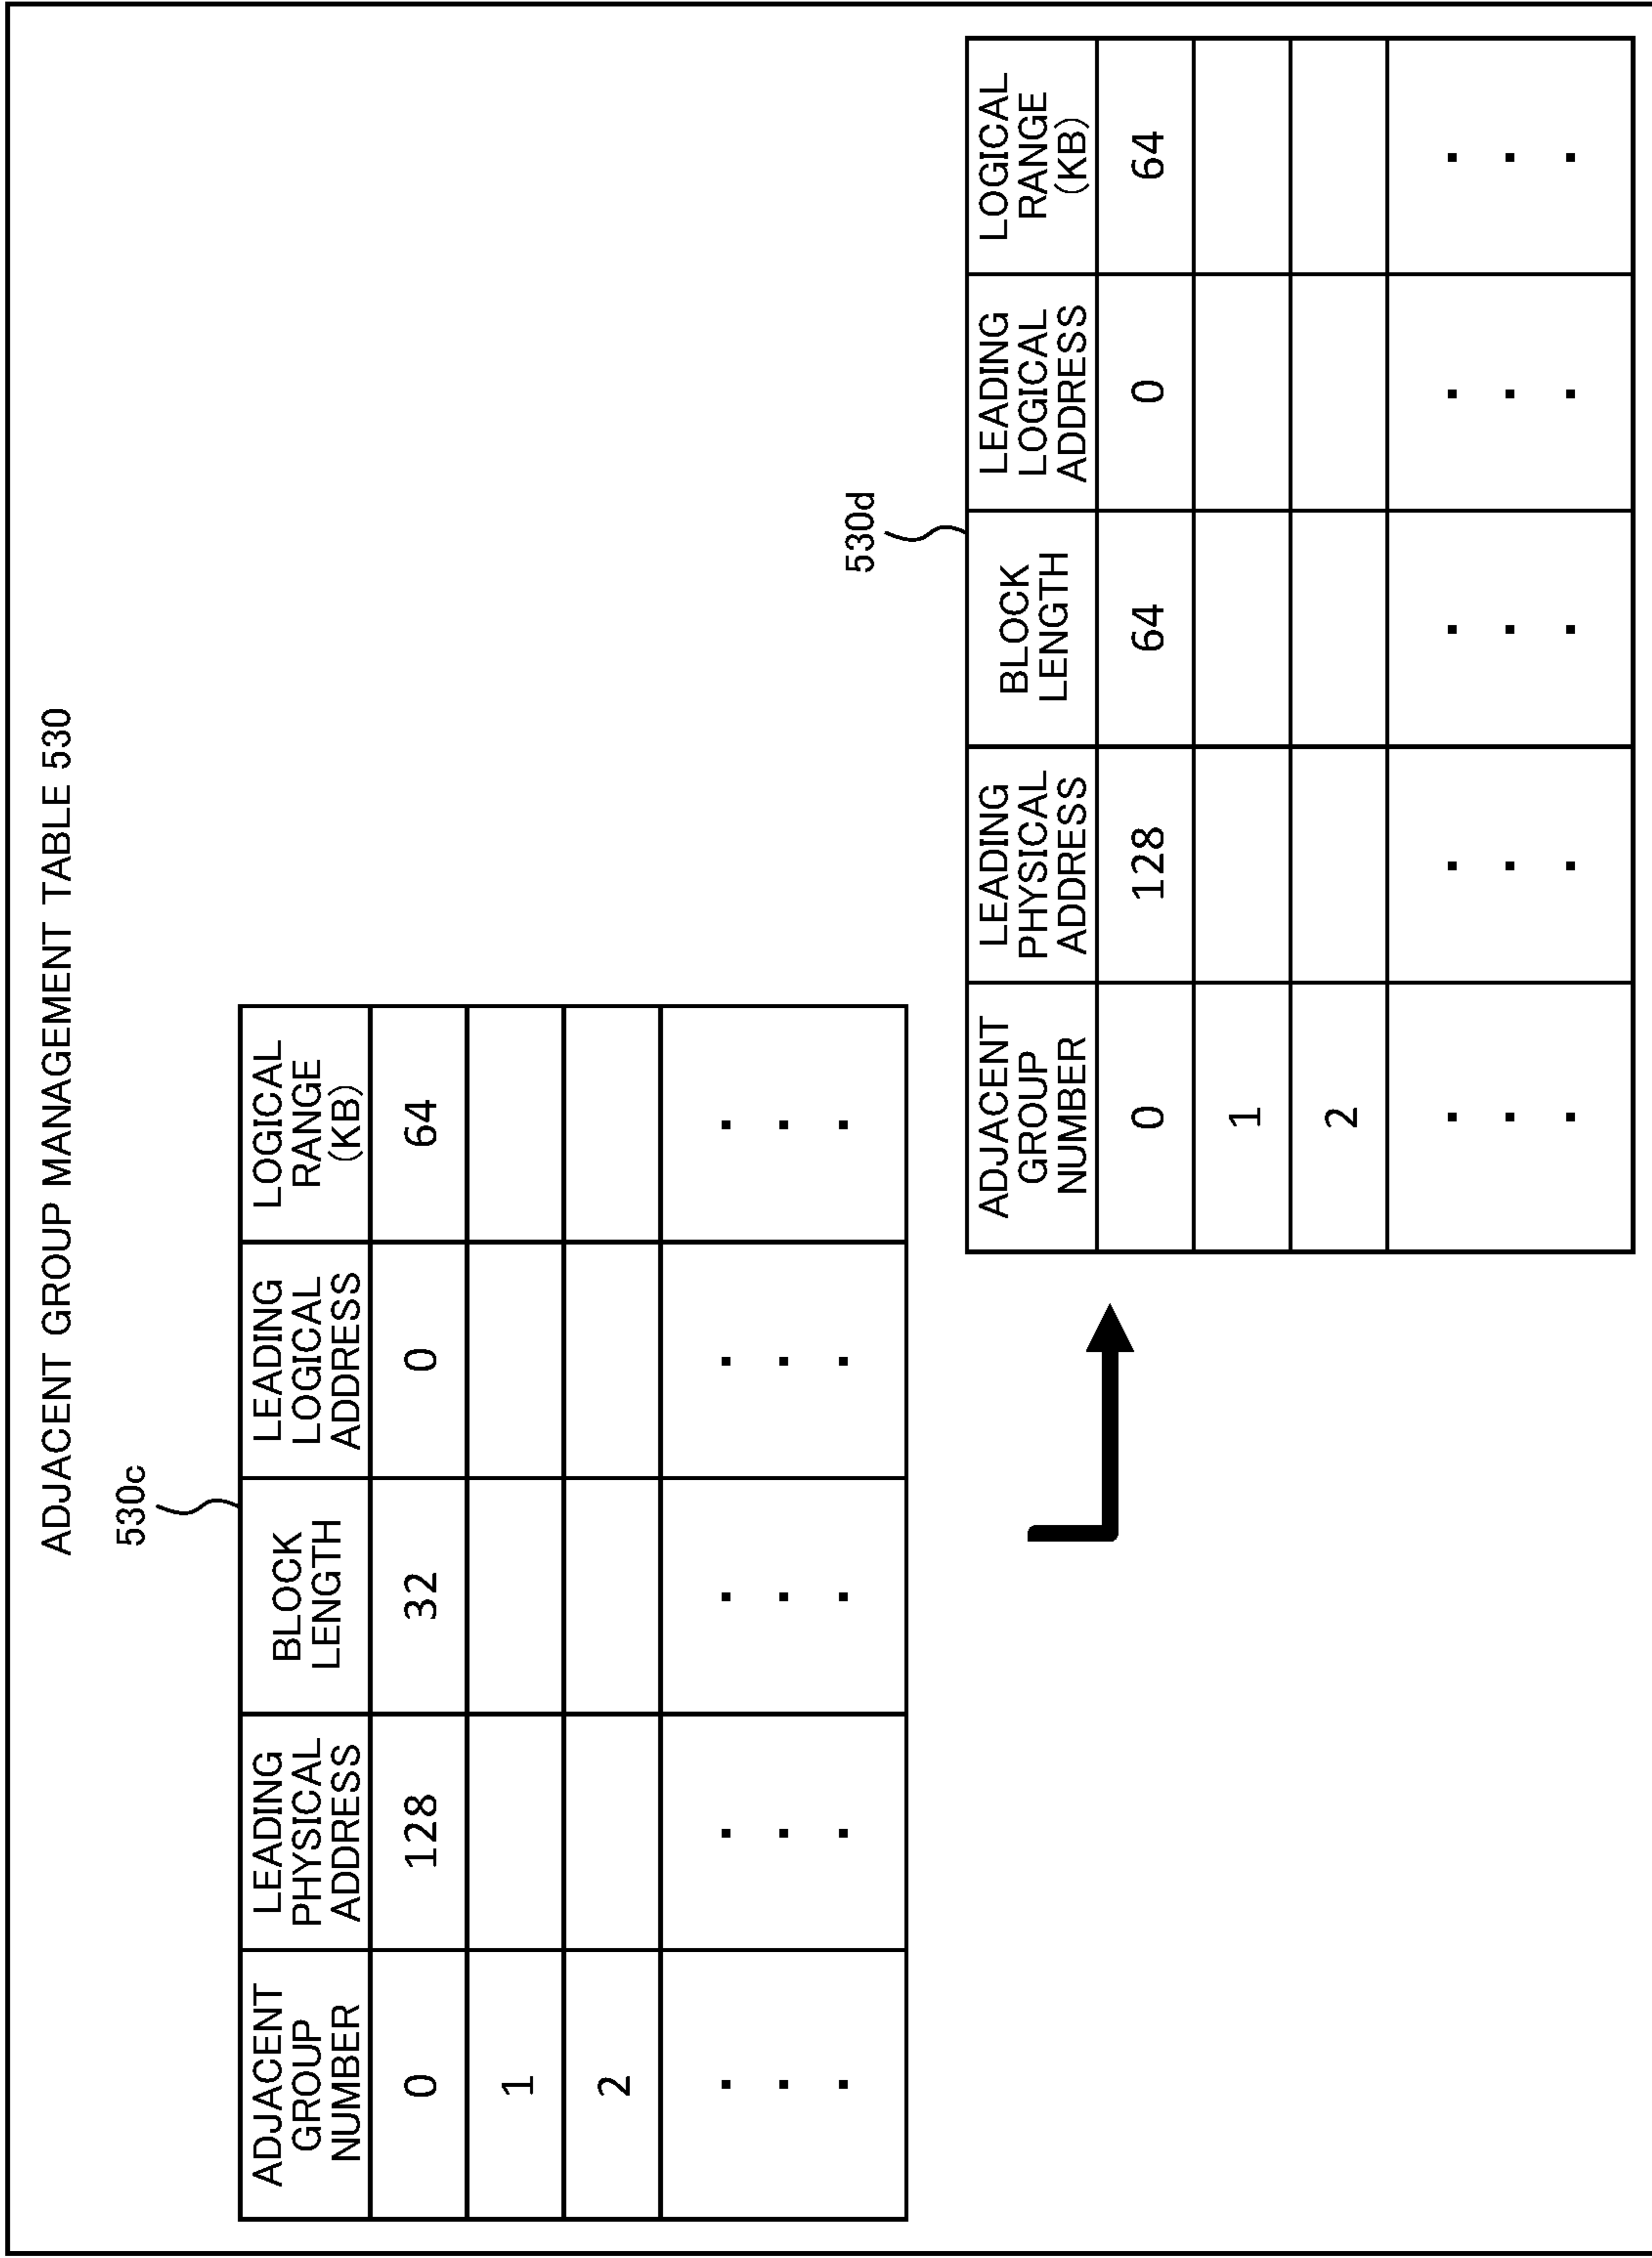 ADJACENT GROUP MANAGEMENT TABLE 530
530c
ADJACENT
GROUP
NUMBER
LEADING
PHYSICAL
ADDRESS
BLOCK
LENGTH
LEADING
LOGICAL
ADDRESS
LOGICAL
RANGE
(KB)
0 128 32 0 64
1
2
530d
ADJACENT
GROUP
NUMBER
LEADING
PHYSICAL
ADDRESS
BLOCK
LENGTH
LEADING
LOGICAL
ADDRESS
LOGICAL
RANGE
(KB)
0 128 64 0 64
1
2